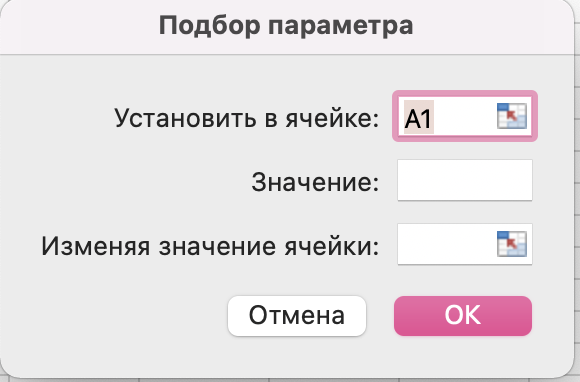 Подбор параметра
Установить в ячейке: A1
Значение:
Изменяя значение ячейки:
Отмена OK